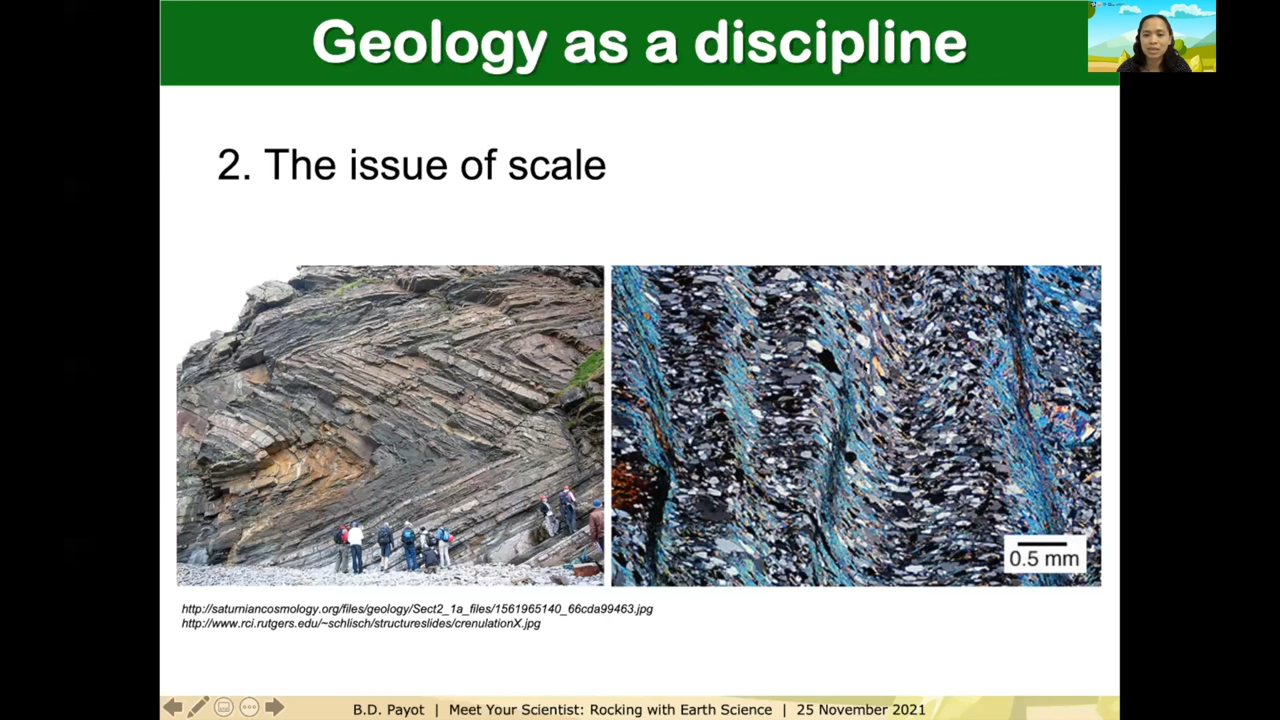 Geology as a discipline
2. The issue of scale
0.5 mm
http://saturniancosmology.org/files/geology/Sect2_1a_files/1561965140_66cda99463.jpg
http://www.rci.rutgers.edu/~schlisch/structureslides/crenulationX.jpg
B.D. Payot | Meet Your Scientist: Rocking with Earth Science | 25 November 2021